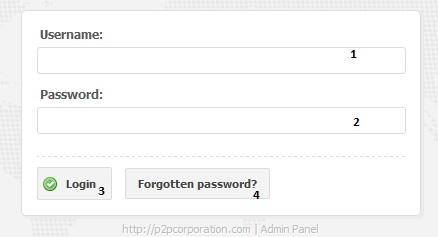 Username:
1
Password:
2
Login 3
Forgotten password? 4
http://p2pcorporation.com | Admin Panel